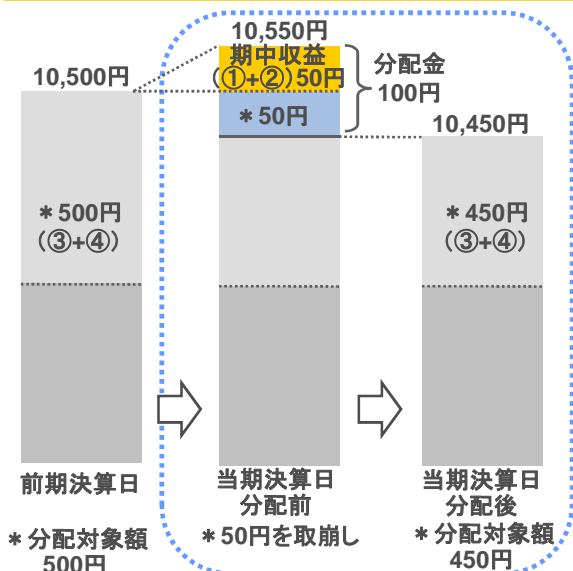 10,550円
期中収益
(①+②)50円
分配金
100円
10,500円
＊50円
10,450円
＊500円
(③+④)
＊450円
(③+④)
前期決算日
当期決算日
分配前
当期決算日
分配後
＊分配対象額
500円
＊50円を取崩し
＊分配対象額
450円